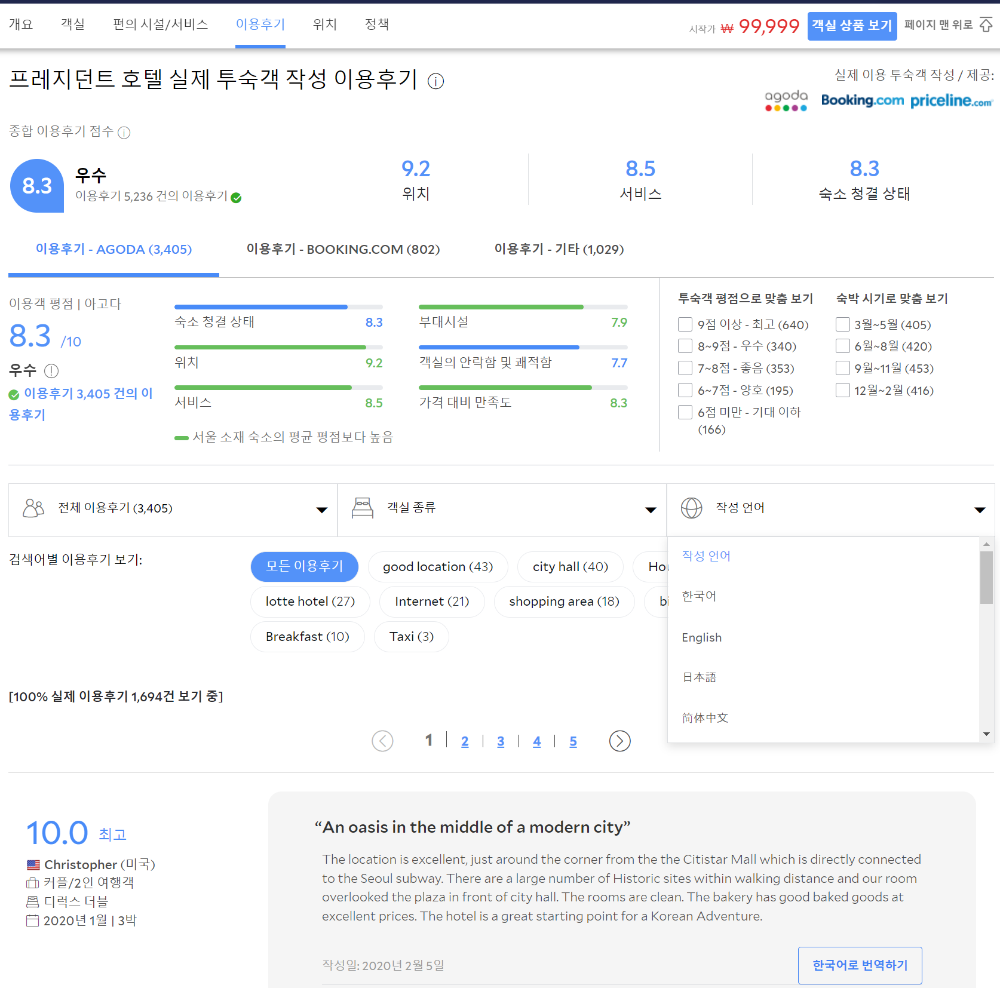 개요 객실 편의 시설/서비스 이용후기 위치 정책 시작가 ₩ 99,999 객실 상품 보기 페이지 맨 위로
프레지던트 호텔 실제 투숙객 작성 이용후기
실제 이용 투숙객 작성 / 제공:
agoda Booking.com priceline.com
종합 이용후기 점수
8.3 우수
이용후기 5,236 건의 이용후기
9.2 8.5 8.3
위치 서비스 숙소 청결 상태
이용후기 - AGODA (3,405) 이용후기 - BOOKING.COM (802) 이용후기 - 기타 (1,029)
이용객 평점 | 아고다
8.3 /10
우수
이용후기 3,405 건의 이
용후기
숙소 청결 상태 8.3 부대시설 7.9
위치 9.2 객실의 안락함 및 쾌적함 7.7
서비스 8.5 가격 대비 만족도 8.3
서울 소재 숙소의 평균 평점보다 높음
투숙객 평점으로 맞춤 보기
9점 이상 - 최고 (640)
8~9점 - 우수 (340)
7~8점 - 좋음 (353)
6~7점 - 양호 (195)
6점 미만 - 기대 이하
(166)
숙박 시기로 맞춤 보기
3월~5월 (405)
6월~8월 (420)
9월~11월 (453)
12월~2월 (416)
전체 이용후기 (3,405) 객실 종류 작성 언어
검색어별 이용후기 보기:
모든 이용후기 good location (43) city hall (40)
lotte hotel (27) Internet (21) shopping area (18)
Breakfast (10) Taxi (3)
작성 언어
한국어
English
日本語
简体中文
[100% 실제 이용후기 1,694건 보기 중]
1 | 2 | 3 | 4 | 5
10.0 최고
Christopher (미국)
커플/2인 여행객
디럭스 더블
2020년 1월 | 3박
“An oasis in the middle of a modern city”
The location is excellent, just around the corner from the the Citistar Mall which is directly connected
to the Seoul subway. There are a large number of Historic sites within walking distance and our room
overlooked the plaza in front of city hall. The rooms are clean. The bakery has good baked goods at
excellent prices. The hotel is a great starting point for a Korean Adventure.
작성일: 2020년 2월 5일
한국어로 번역하기